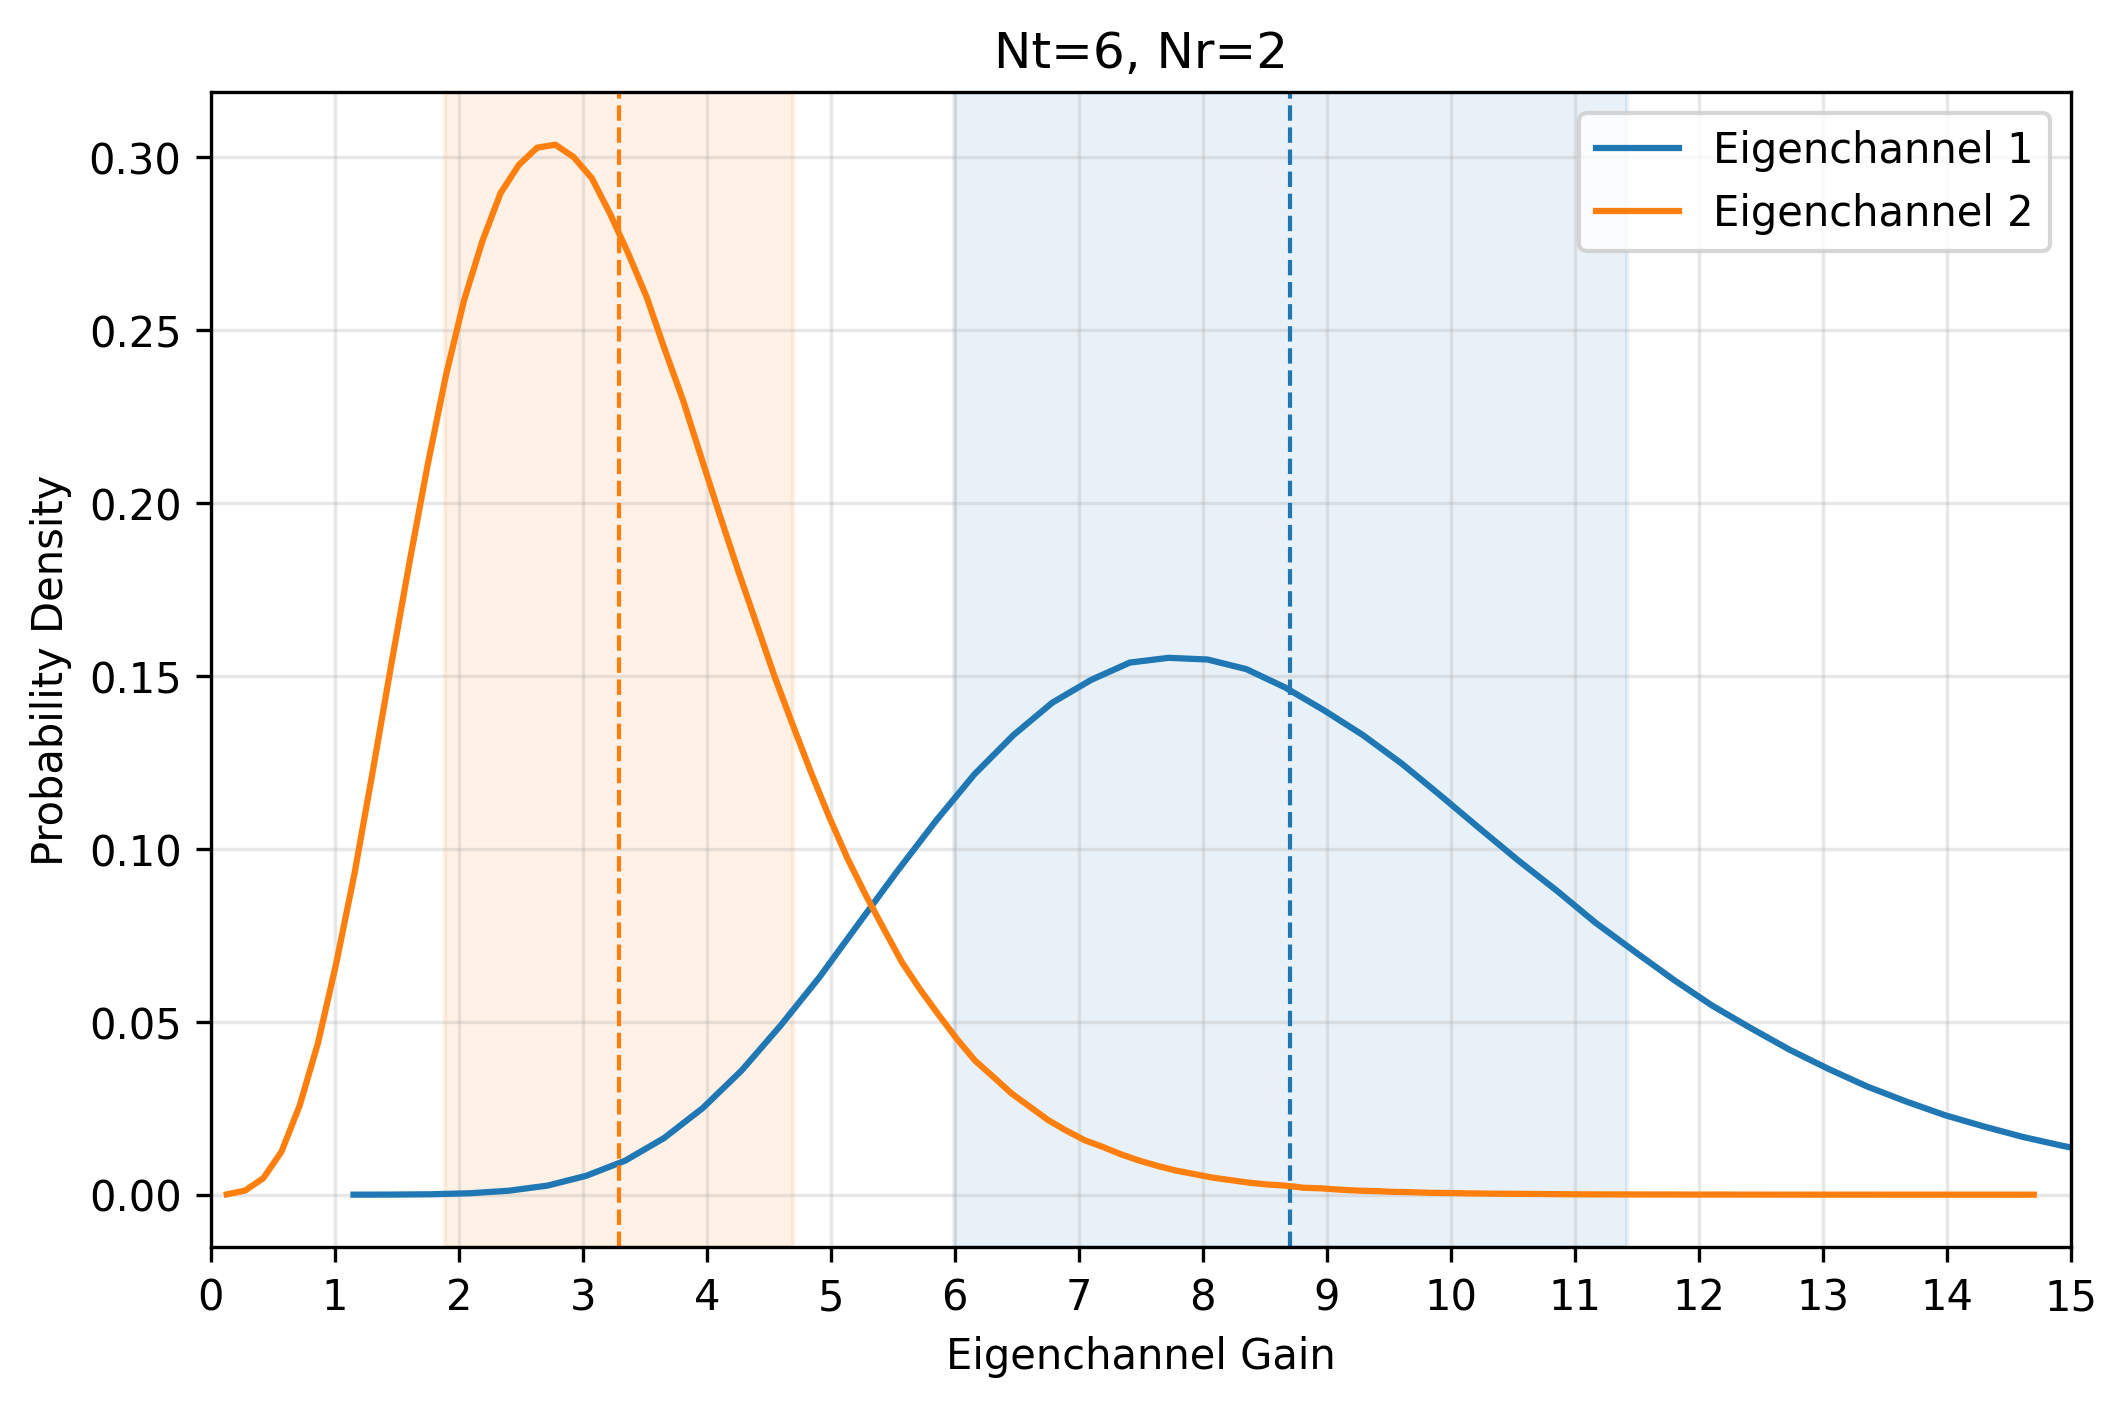 Nt=6, Nr=2
Eigenchannel 1
Eigenchannel 2
Probability Density
0.30
0.25
0.20
0.15
0.10
0.05
0.00
0 1 2 3 4 5 6 7 8 9 10 11 12 13 14 15
Eigenchannel Gain